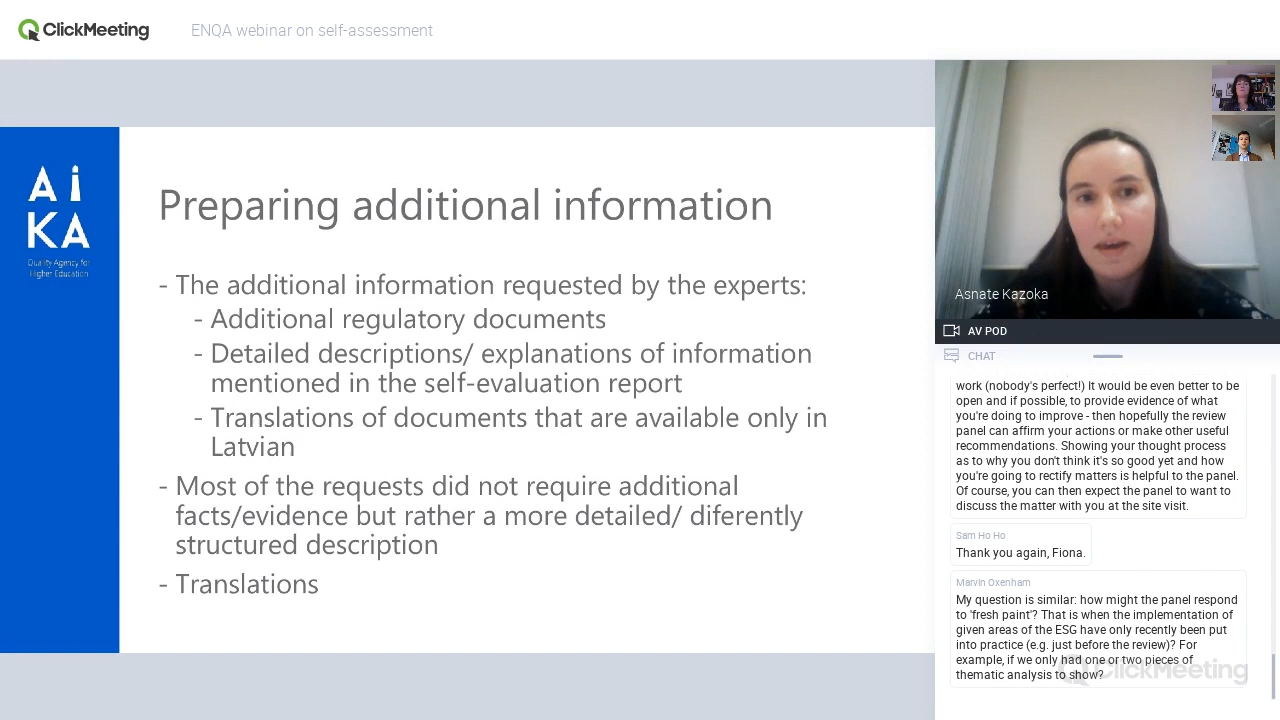 ClickMeeting
ENQA webinar on self-assessment
AiKA
Quality Agency for
Higher Education
Preparing additional information
- The additional information requested by the experts:
- Additional regulatory documents
- Detailed descriptions/ explanations of information
mentioned in the self-evaluation report
- Translations of documents that are available only in
Latvian
- Most of the requests did not require additional
facts/evidence but rather a more detailed/ diferently
structured description
- Translations
Asnate Kazoka
AV POD
CHAT
work (nobody's perfect!) It would be even better to be
open and if possible, to provide evidence of what
you're doing to improve - then hopefully the review
panel can affirm your actions or make other useful
recommendations. Showing your thought process
as to why you don't think it's so good yet and how
you're going to rectify matters is helpful to the panel.
Of course, you can then expect the panel to want to
discuss the matter with you at the site visit.
Sam Ho Ho
Thank you again, Fiona.
Marvin Oxenham
My question is similar: how might the panel respond
to 'fresh paint'? That is when the implementation of
given areas of the ESG have only recently been put
into practice (e.g. just before the review)? For
example, if we only had one or two pieces of
thematic analysis to show?
ClickMeeting